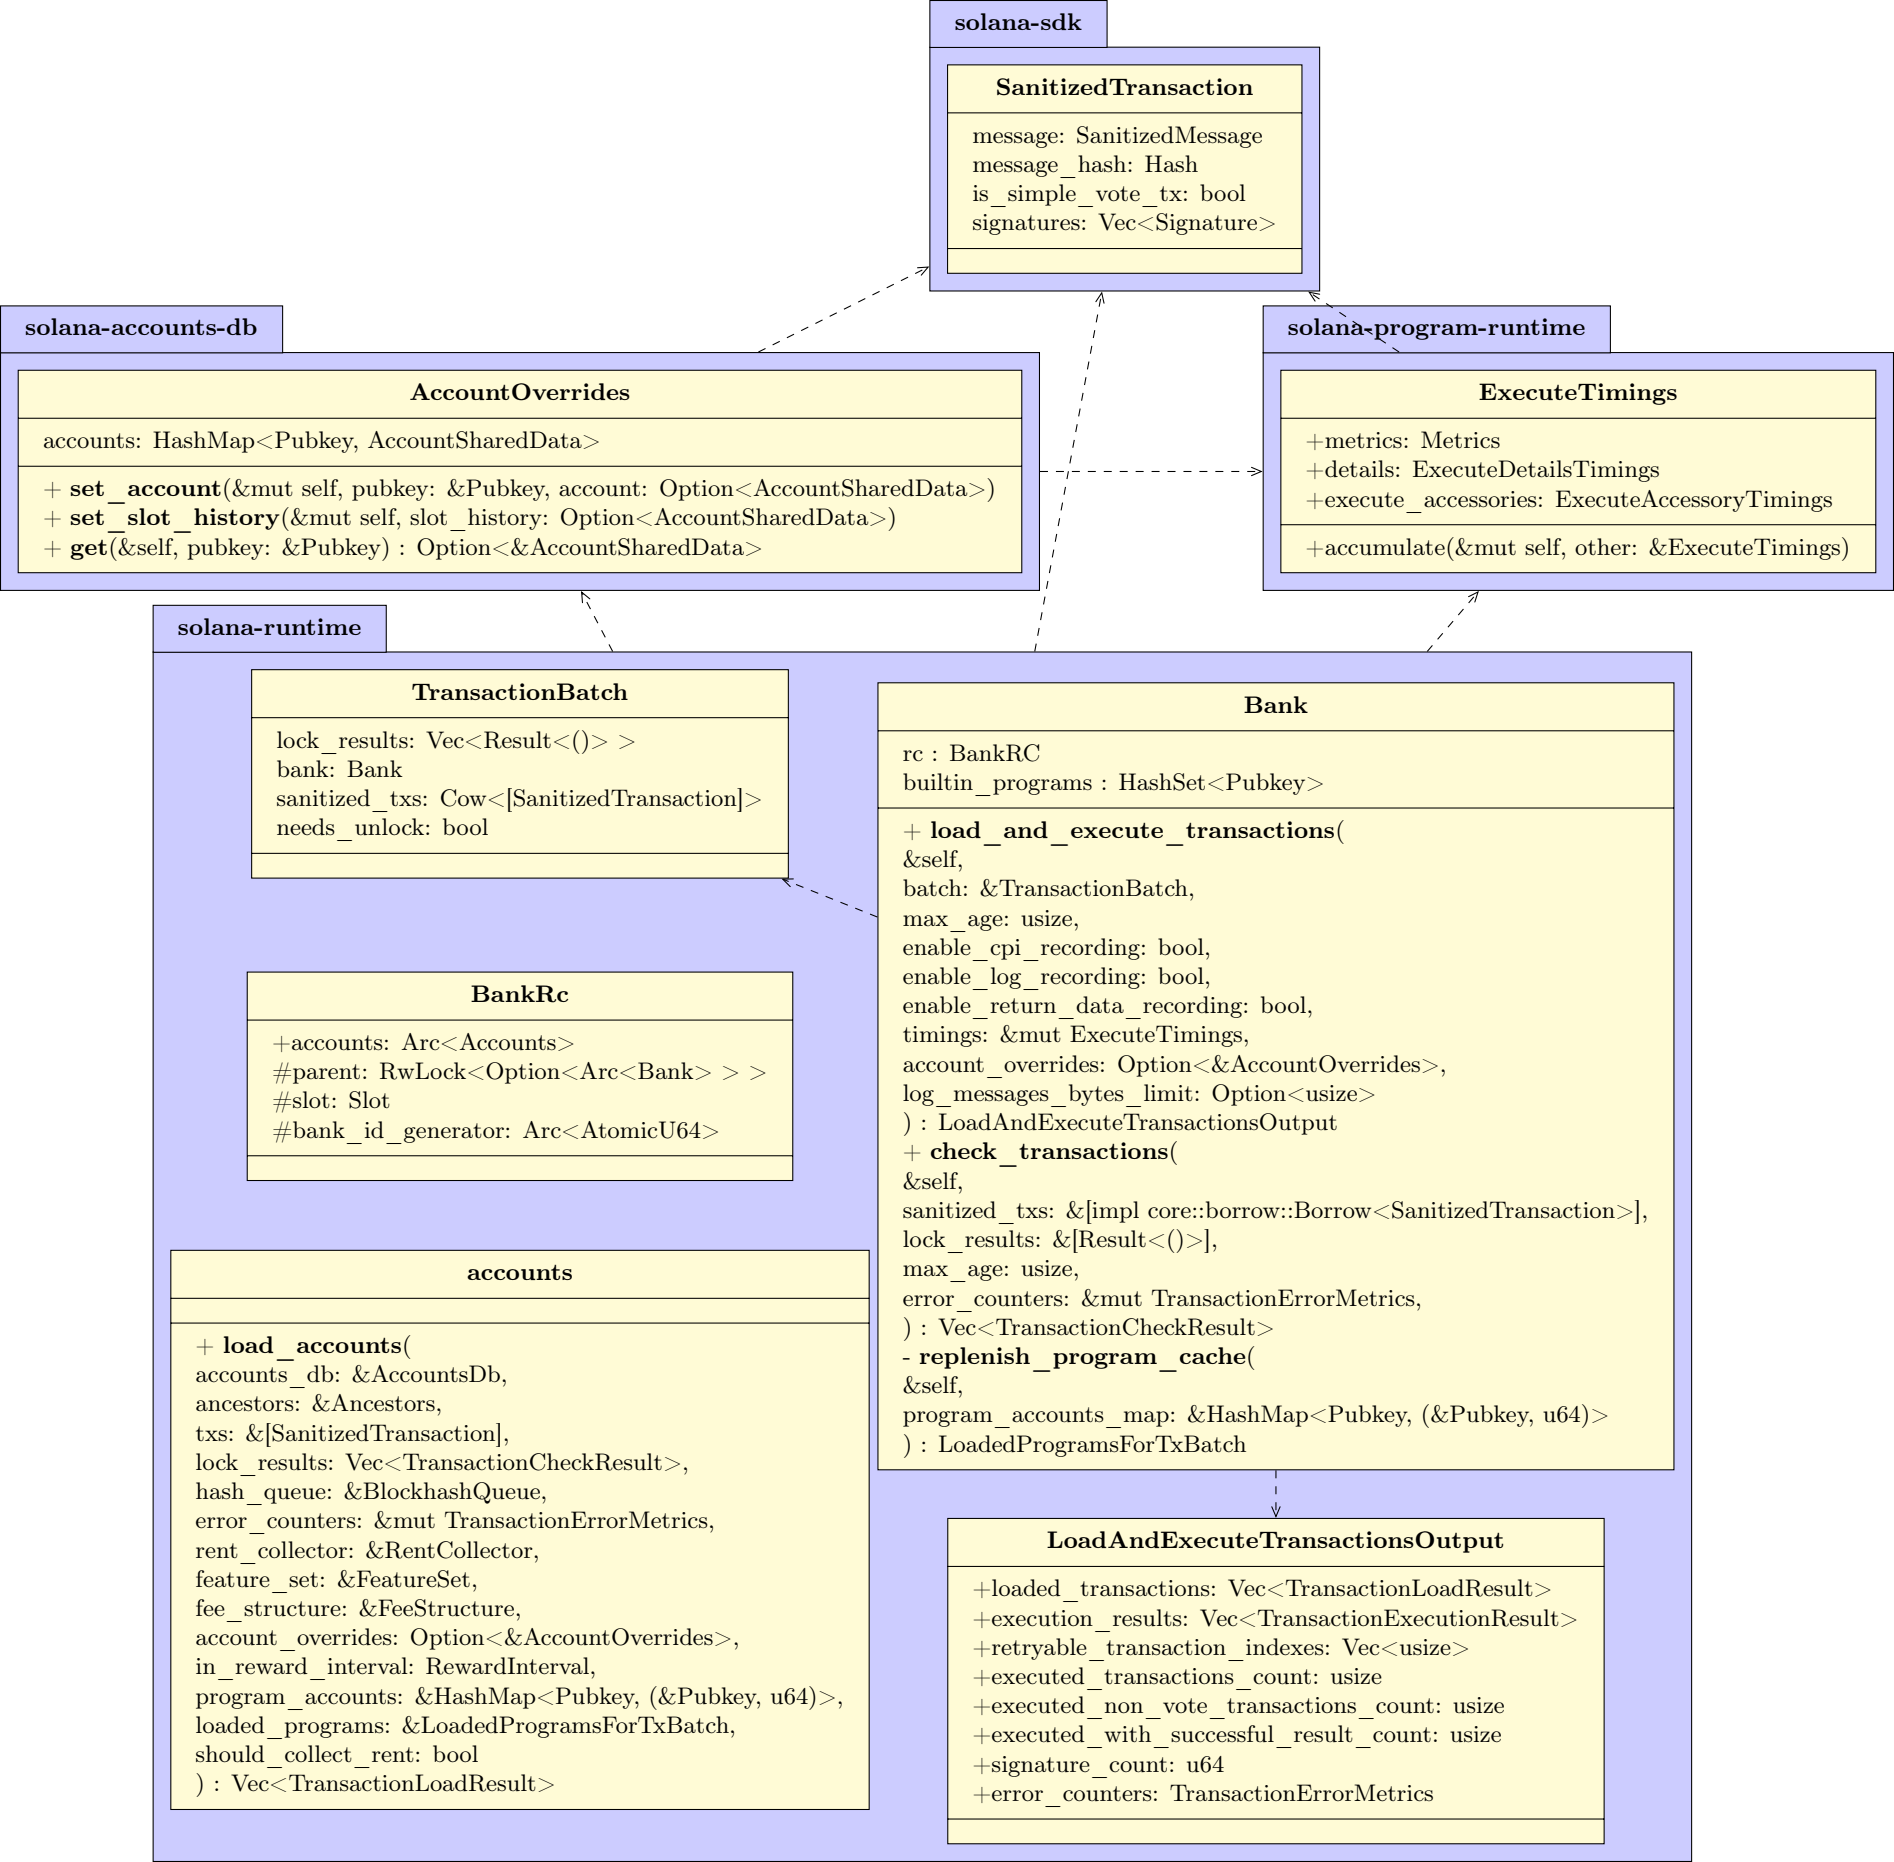 solana-sdk
SanitizedTransaction
message: SanitizedMessage
message_hash: Hash
is_simple_vote_tx: bool
signatures: Vec<Signature>
solana-accounts-db
AccountOverrides
accounts: HashMap<Pubkey, AccountSharedData>
+ set_account(&mut self, pubkey: &Pubkey, account: Option<AccountSharedData>)
+ set_slot_history(&mut self, slot_history: Option<AccountSharedData>)
+ get(&self, pubkey: &Pubkey) : Option<&AccountSharedData>
solana-program-runtime
ExecuteTimings
+metrics: Metrics
+details: ExecuteDetailsTimings
+execute_accessories: ExecuteAccessoryTimings
+accumulate(&mut self, other: &ExecuteTimings)
solana-runtime
TransactionBatch
lock_results: Vec<Result<()> >
bank: Bank
sanitized_txs: Cow<[SanitizedTransaction]>
needs_unlock: bool
BankRc
+accounts: Arc<Accounts>
#parent: RwLock<Option<Arc<Bank> > >
#slot: Slot
#bank_id_generator: Arc<AtomicU64>
accounts
+ load_accounts(
accounts_db: &AccountsDb,
ancestors: &Ancestors,
txs: &[SanitizedTransaction],
lock_results: Vec<TransactionCheckResult>,
hash_queue: &BlockhashQueue,
error_counters: &mut TransactionErrorMetrics,
rent_collector: &RentCollector,
feature_set: &FeatureSet,
fee_structure: &FeeStructure,
account_overrides: Option<&AccountOverrides>,
in_reward_interval: RewardInterval,
program_accounts: &HashMap<Pubkey, (&Pubkey, u64)>,
loaded_programs: &LoadedProgramsForTxBatch,
should_collect_rent: bool
) : Vec<TransactionLoadResult>
Bank
rc : BankRC
builtin_programs : HashSet<Pubkey>
+ load_and_execute_transactions(
&self,
batch: &TransactionBatch,
max_age: usize,
enable_cpi_recording: bool,
enable_log_recording: bool,
enable_return_data_recording: bool,
timings: &mut ExecuteTimings,
account_overrides: Option<&AccountOverrides>,
log_messages_bytes_limit: Option<usize>
) : LoadAndExecuteTransactionsOutput
+ check_transactions(
&self,
sanitized_txs: &[impl core::borrow::Borrow<SanitizedTransaction>],
lock_results: &[Result<()>],
max_age: usize,
error_counters: &mut TransactionErrorMetrics,
) : Vec<TransactionCheckResult>
- replenish_program_cache(
&self,
program_accounts_map: &HashMap<Pubkey, (&Pubkey, u64)>
) : LoadedProgramsForTxBatch
LoadAndExecuteTransactionsOutput
+loaded_transactions: Vec<TransactionLoadResult>
+execution_results: Vec<TransactionExecutionResult>
+retryable_transaction_indexes: Vec<usize>
+executed_transactions_count: usize
+executed_non_vote_transactions_count: usize
+executed_with_successful_result_count: usize
+signature_count: u64
+error_counters: TransactionErrorMetrics